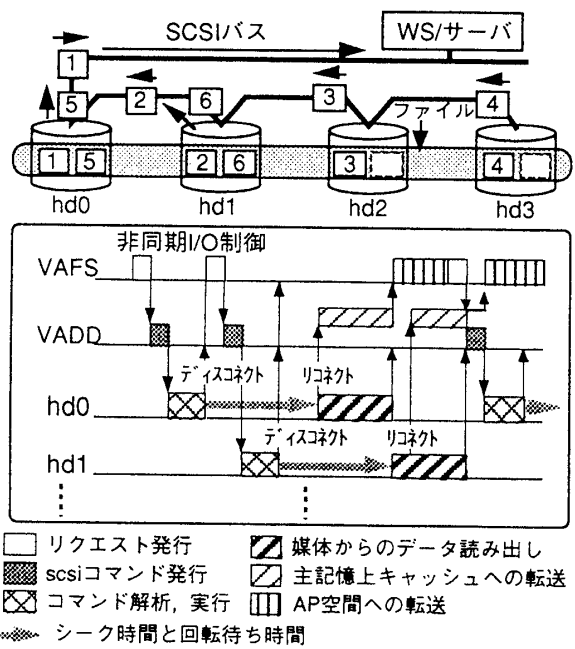 SCSIバス
WS/サーバ
1
5
2
6
3
4
ファイル
1 5
2 6
3
4
hd0
hd1
hd2
hd3
非同期I/O制御
VAFS
VADD
ディスコネクト
リコネクト
hd0
ディスコネクト
リコネクト
hd1
リクエスト発行
媒体からのデータ読み出し
scsiコマンド発行
主記憶上キャッシュへの転送
コマンド解析, 実行
AP空間への転送
シーク時間と回転待ち時間